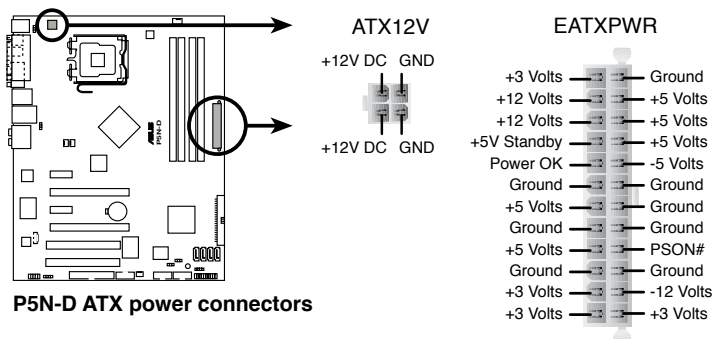 ATX12V
+12V DC GND
+12V DC GND
EATXPWR
+3 Volts Ground
+12 Volts +5 Volts
+12 Volts +5 Volts
+5V Standby +5 Volts
Power OK -5 Volts
Ground Ground
+5 Volts Ground
Ground Ground
+5 Volts PSON#
Ground Ground
+3 Volts -12 Volts
+3 Volts +3 Volts
ASUS
P5N-D
P5N-D ATX power connectors